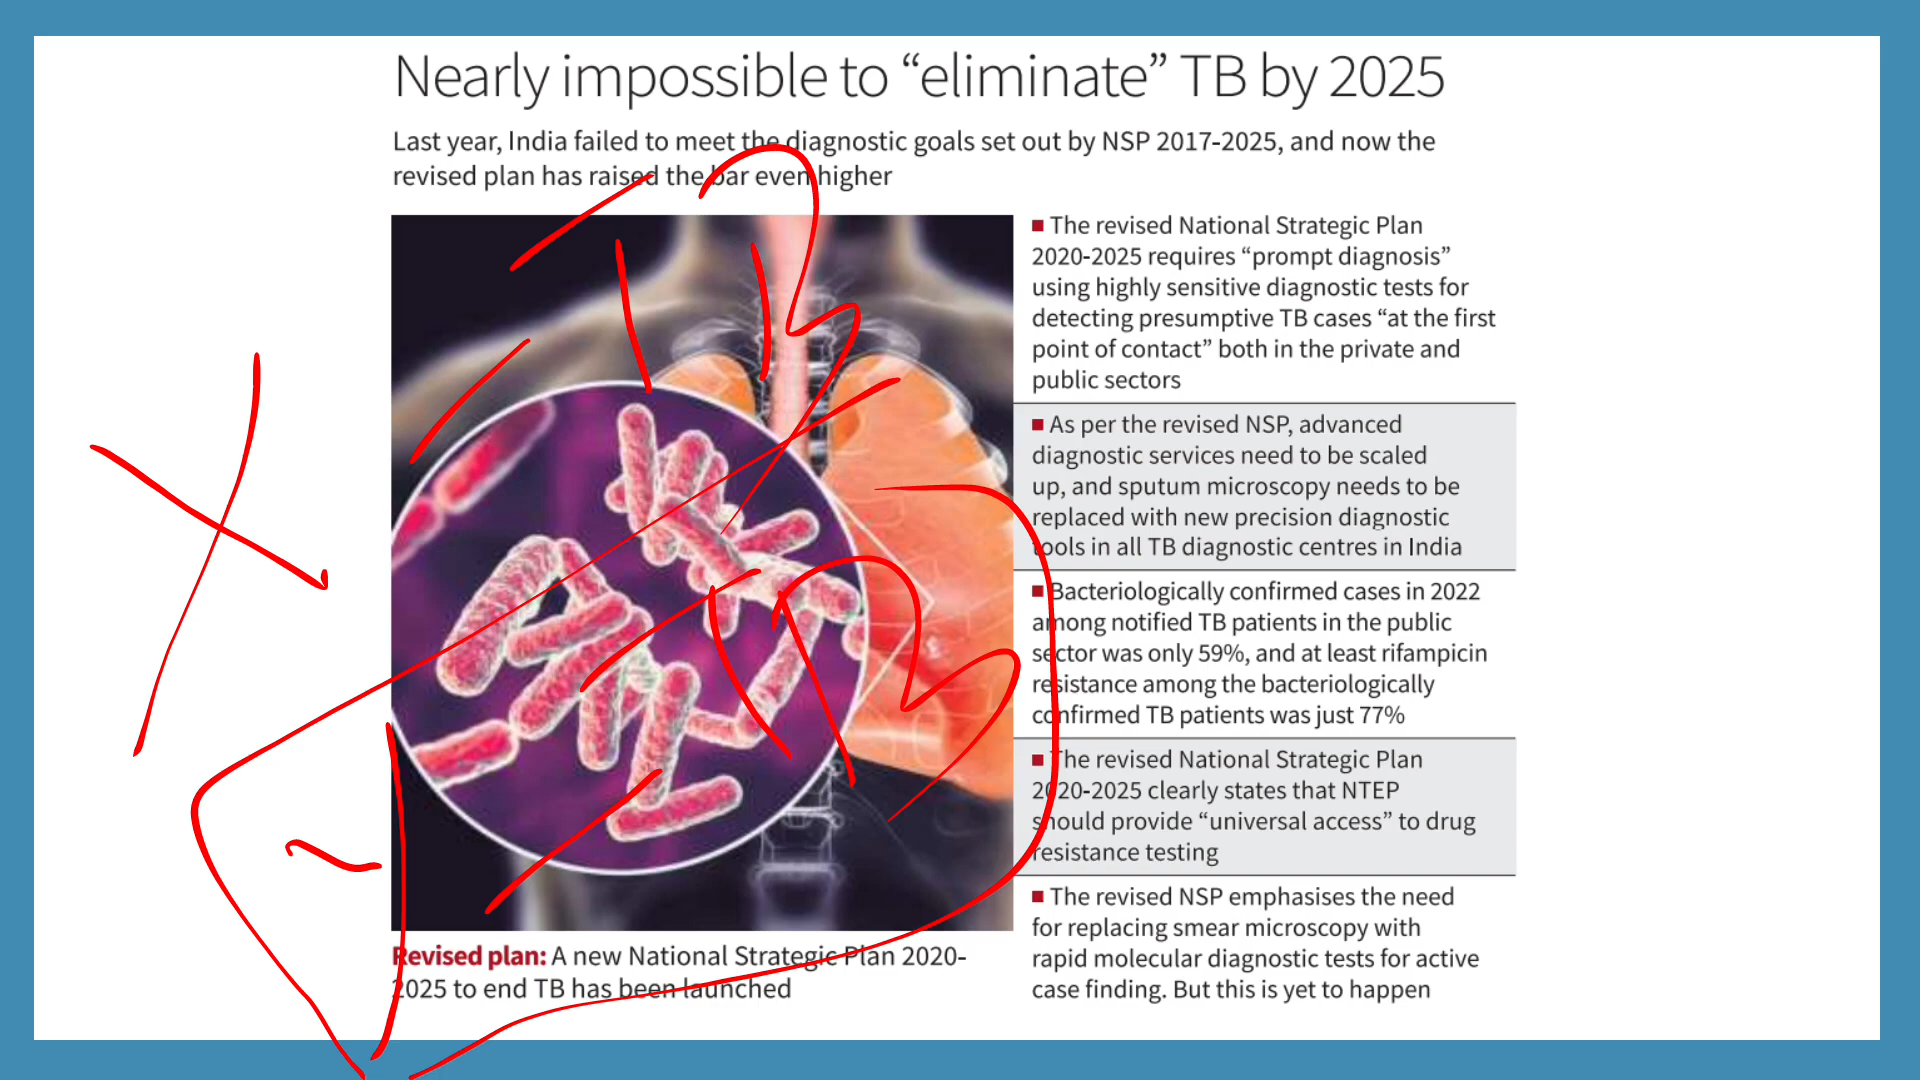 Nearly impossible to “eliminate” TB by 2025
Last year, India failed to meet the diagnostic goals set out by NSP 2017-2025, and now the
revised plan has raised the bar even higher
■ The revised National Strategic Plan
2020-2025 requires “prompt diagnosis”
using highly sensitive diagnostic tests for
detecting presumptive TB cases “at the first
point of contact” both in the private and
public sectors
■ As per the revised NSP, advanced
diagnostic services need to be scaled
up, and sputum microscopy needs to be
replaced with new precision diagnostic
tools in all TB diagnostic centres in India
■ Bacteriologically confirmed cases in 2022
among notified TB patients in the public
sector was only 59%, and at least rifampicin
resistance among the bacteriologically
confirmed TB patients was just 77%
■ The revised National Strategic Plan
2020-2025 clearly states that NTEP
should provide “universal access” to drug
resistance testing
■ The revised NSP emphasises the need
for replacing smear microscopy with
rapid molecular diagnostic tests for active
case finding. But this is yet to happen
Revised plan: A new National Strategic Plan 2020-
2025 to end TB has been launched